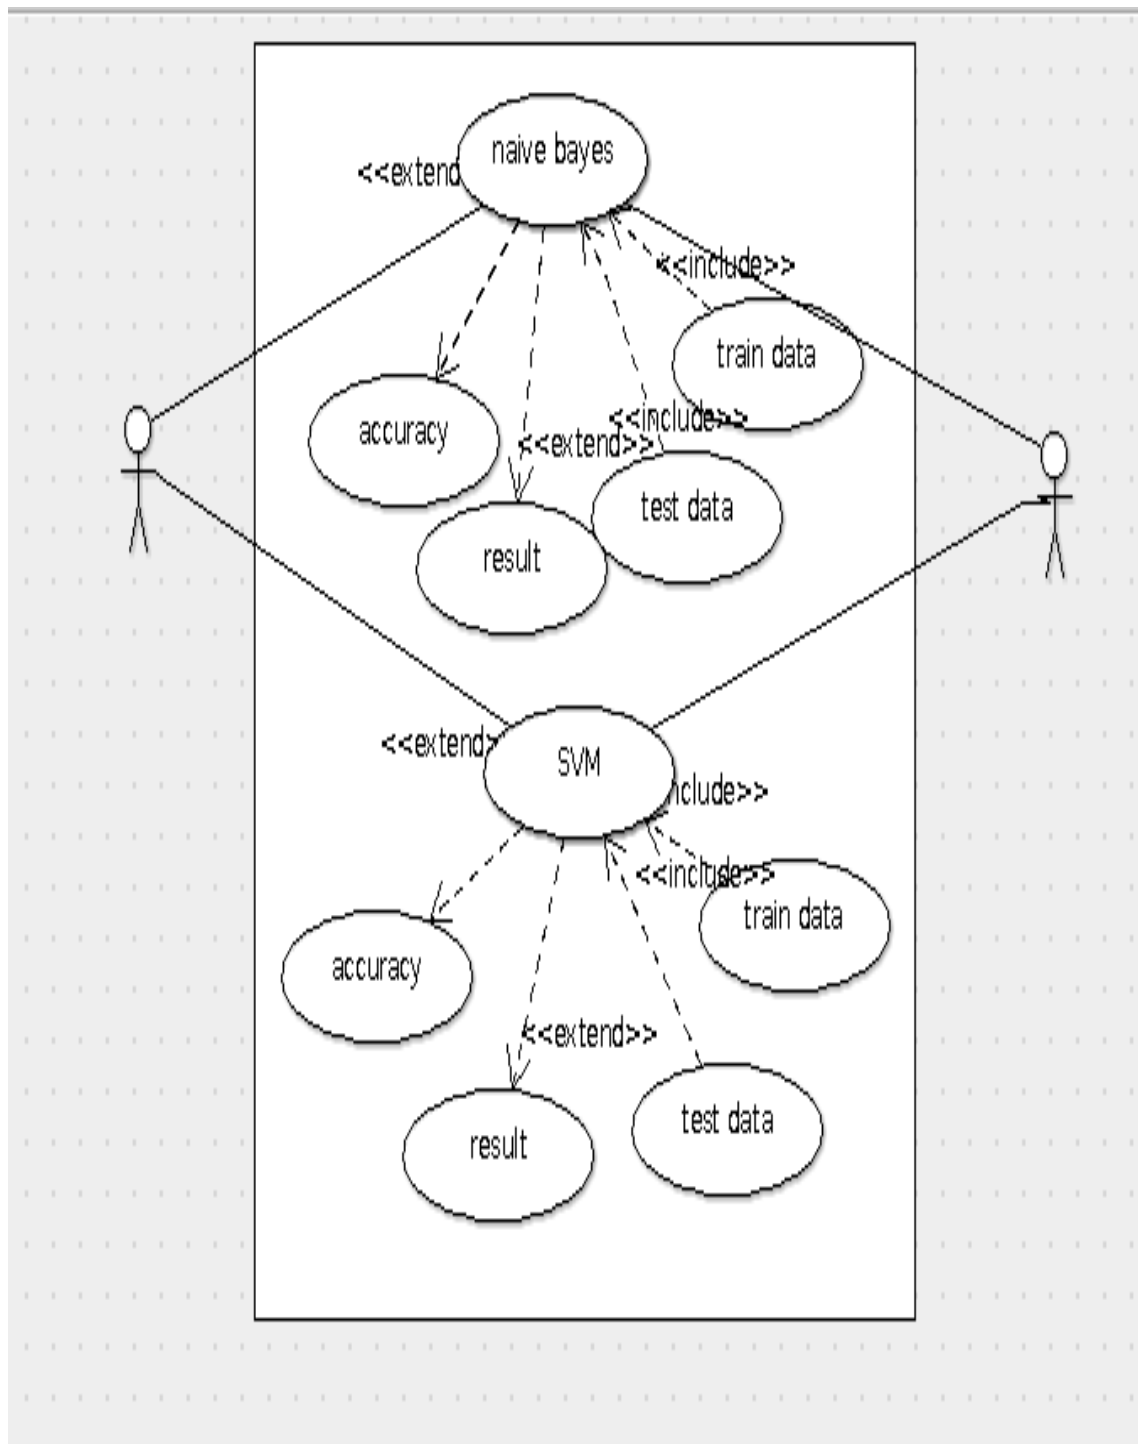 naive bayes
<<extend
<<include>>
train data
<<include>>
accuracy
<<extend>>
test data
result
<<extend>
SVM
nclude>>
<<include>>
train data
accuracy
<<extend>>
test data
result